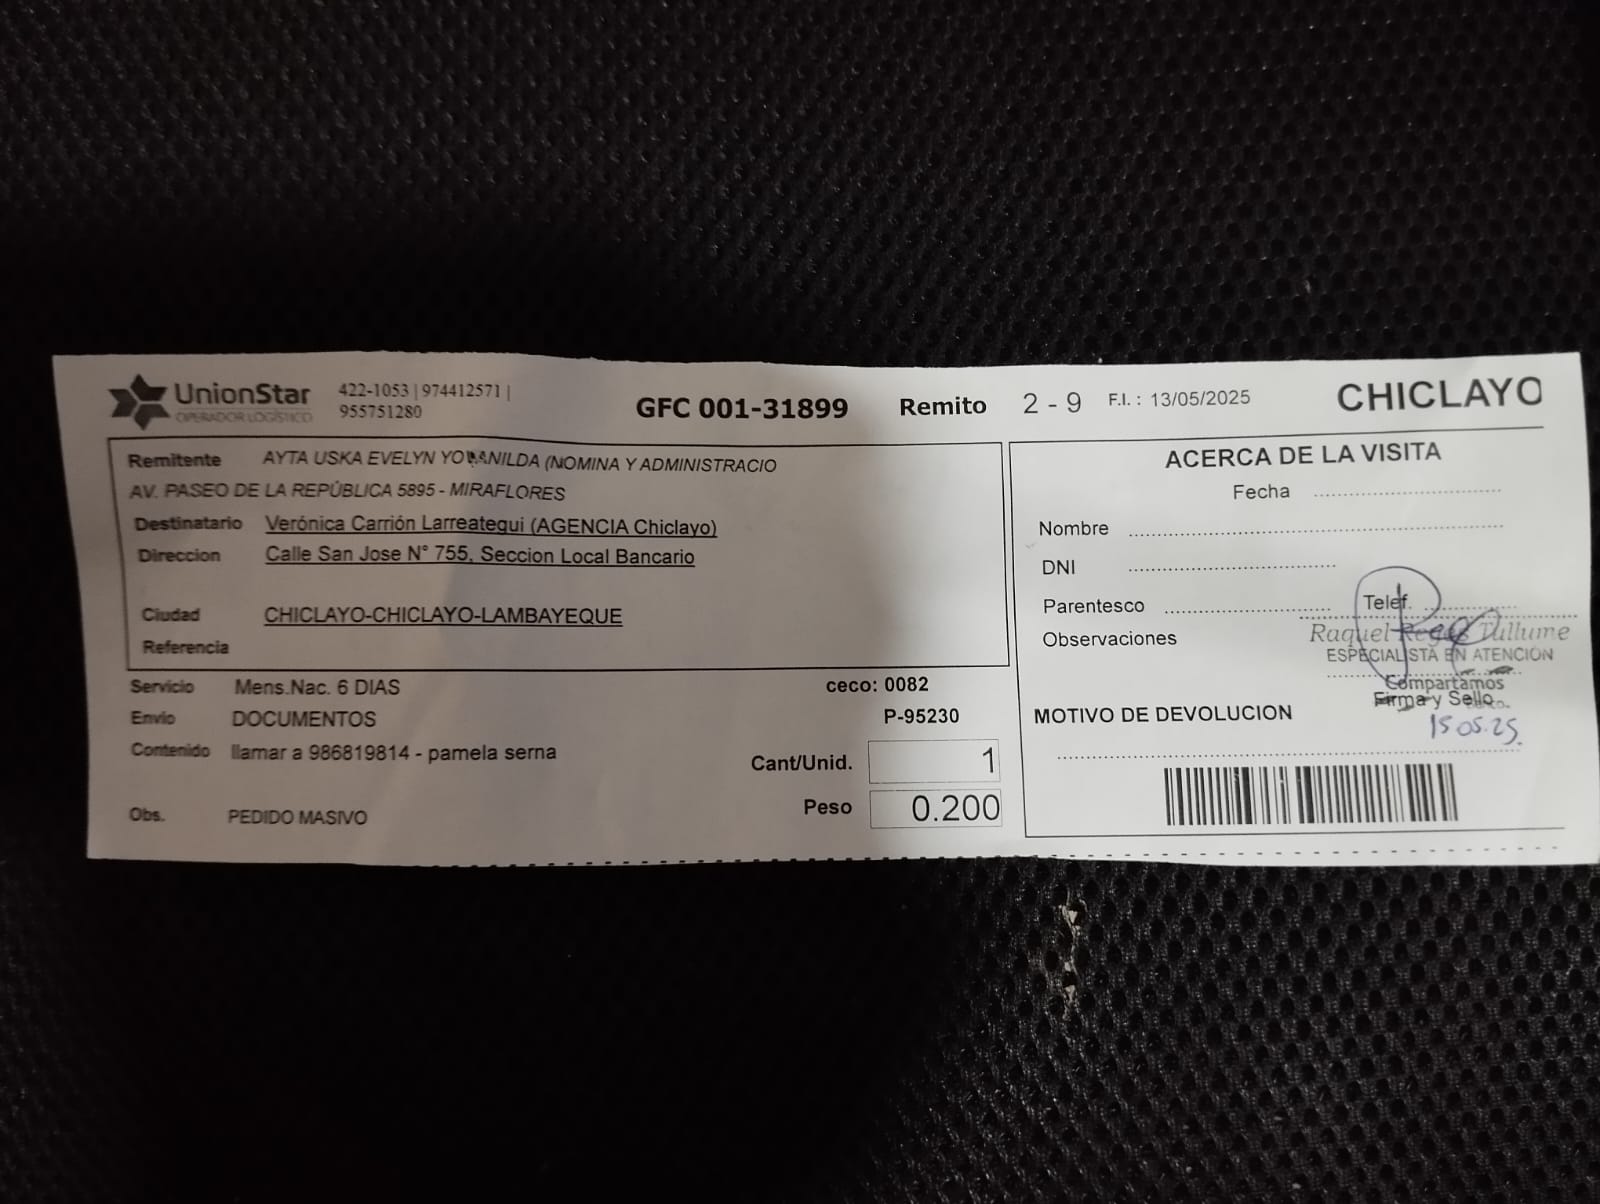 UnionStar
OPERADOR LOGÍSTICO
422-1053 | 974412571 |
955751280
GFC 001-31899
Remito 2 - 9
F.I. : 13/05/2025
CHICLAYO
Remitente AYTA USKA EVELYN (NOMINA Y ADMINISTRACIO
AV. PASEO DE LA REPÚBLICA 5895 - MIRAFLORES
Destinatario Verónica Carrión Larreategui (AGENCIA Chiclayo)
Direccion Calle San Jose N° 755, Seccion Local Bancario
Ciudad CHICLAYO-CHICLAYO-LAMBAYEQUE
Referencia
Servicio Mens.Nac. 6 DIAS
ceco: 0082
Envio DOCUMENTOS
P-95230
Contenido llamar a 986819814 - pamela serna
Cant/Unid. 1
Peso 0.200
Obs. PEDIDO MASIVO
ACERCA DE LA VISITA
Fecha
Nombre
DNI
Parentesco
Telef.
Observaciones
Raquel Tullume
ESPECIALISTA EN ATENCIÓN
Compartamos
Firma y Sello
15.05.25.
MOTIVO DE DEVOLUCION